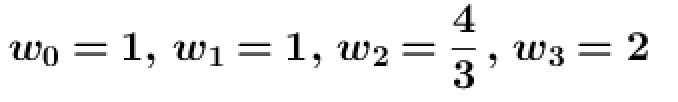 w₀ = 1, w₁ = 1, w₂ = 4/3, w₃ = 2